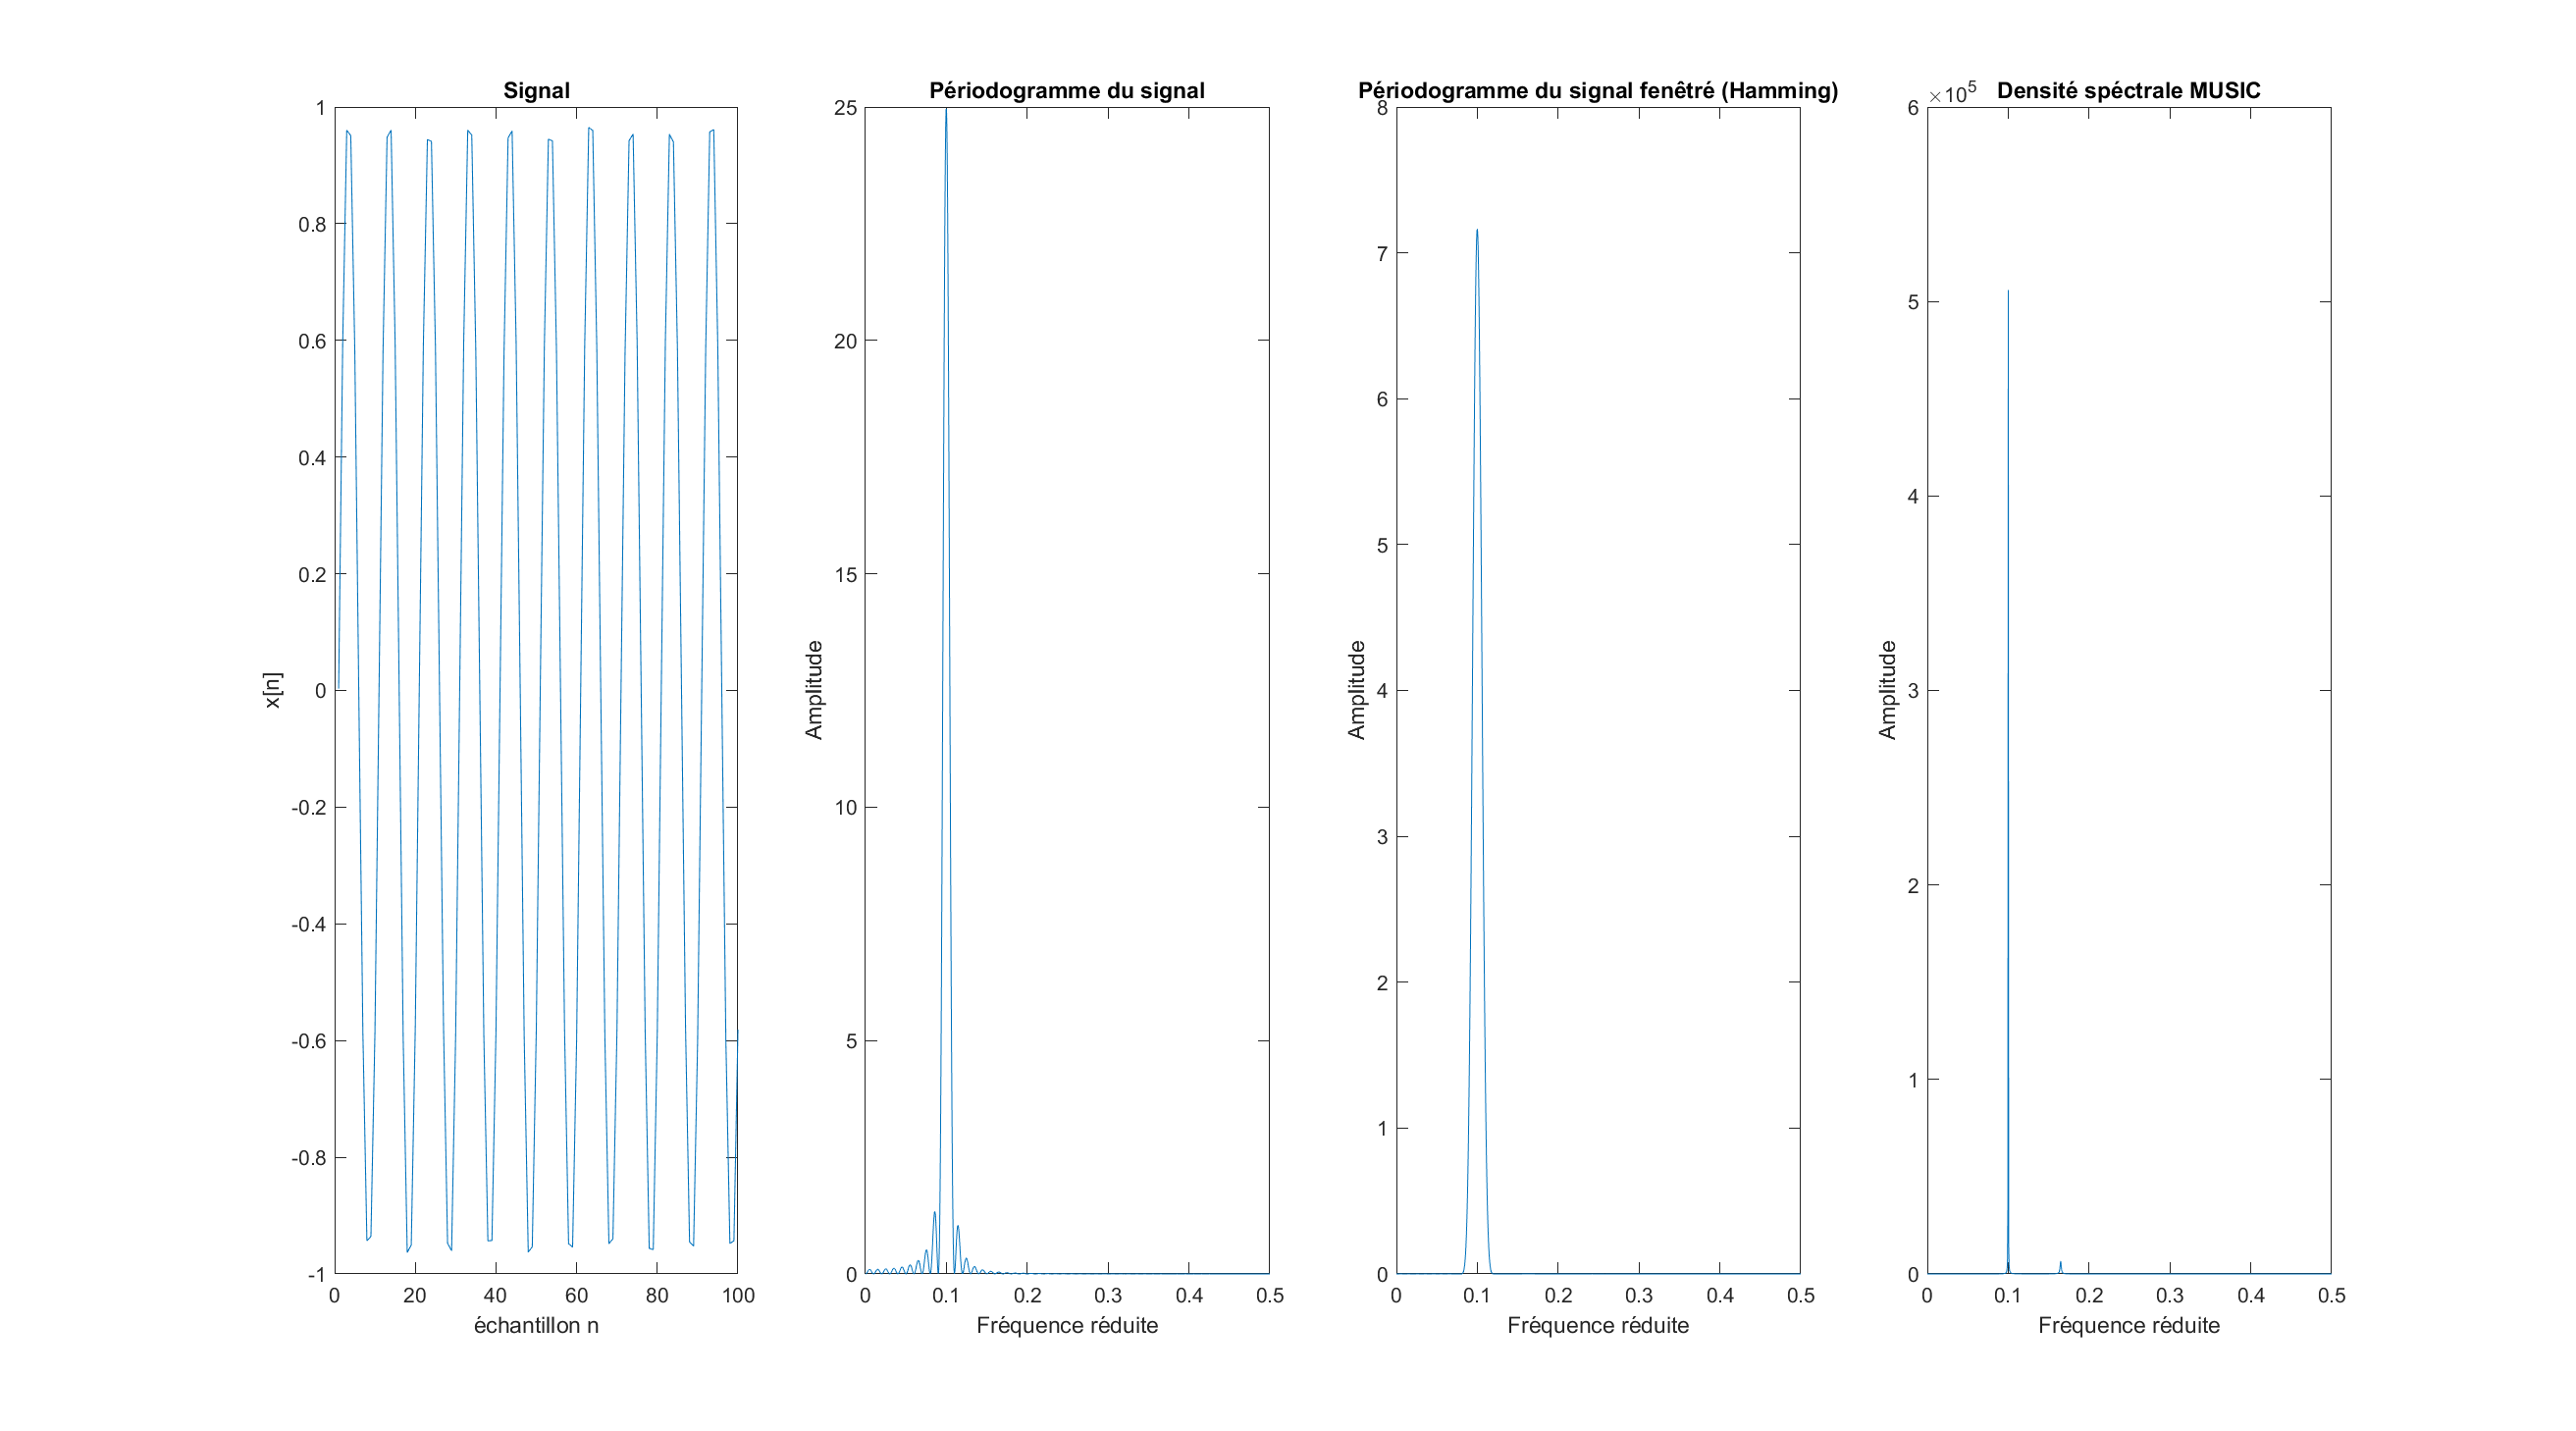 Signal
1
0.8
0.6
0.4
0.2
0
-0.2
-0.4
-0.6
-0.8
-1
x[n]
0 20 40 60 80 100
échantillon n
Périodogramme du signal
25
20
15
10
5
0
Amplitude
0 0.1 0.2 0.3 0.4 0.5
Fréquence réduite
Périodogramme du signal fenêtré (Hamming)
8
7
6
5
4
3
2
1
0
Amplitude
0 0.1 0.2 0.3 0.4 0.5
Fréquence réduite
×10⁵ Densité spéctrale MUSIC
6
5
4
3
2
1
0
Amplitude
0 0.1 0.2 0.3 0.4 0.5
Fréquence réduite